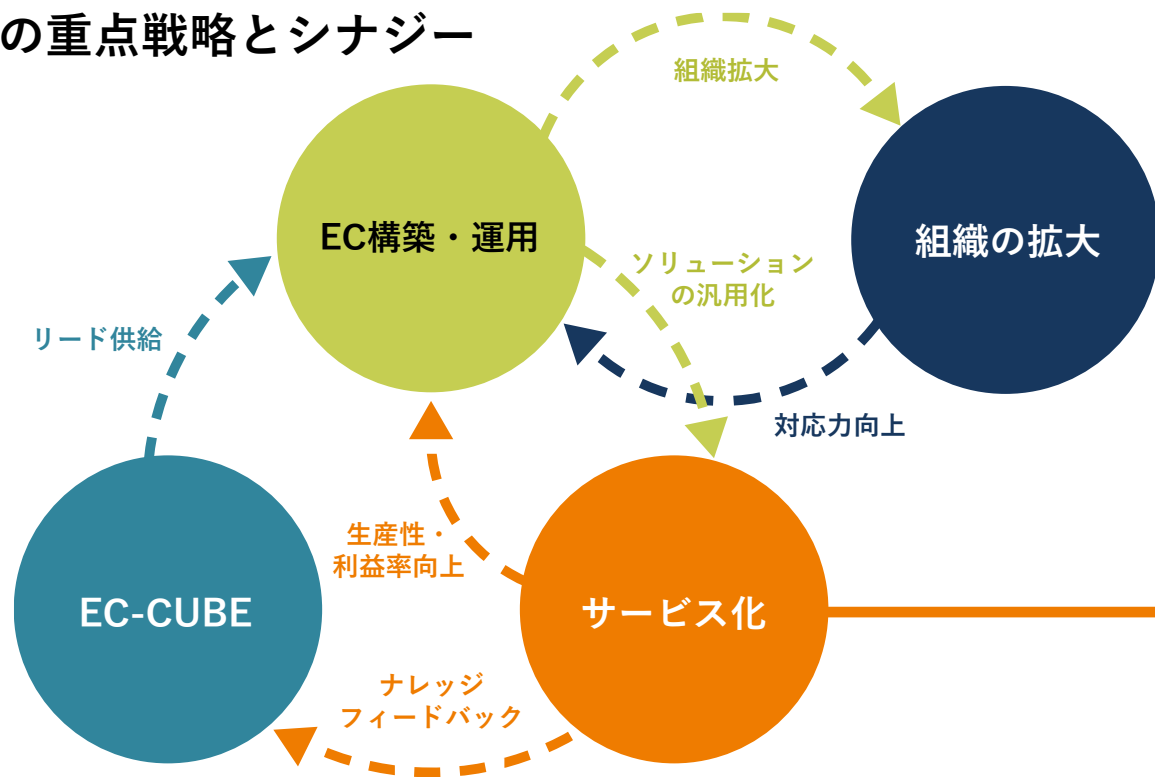 の重点戦略とシナジー
組織拡大
EC構築・運用
組織の拡大
ソリューション
の汎用化
リード供給
対応力向上
生産性・
利益率向上
EC-CUBE
サービス化
ナレッジ
フィードバック